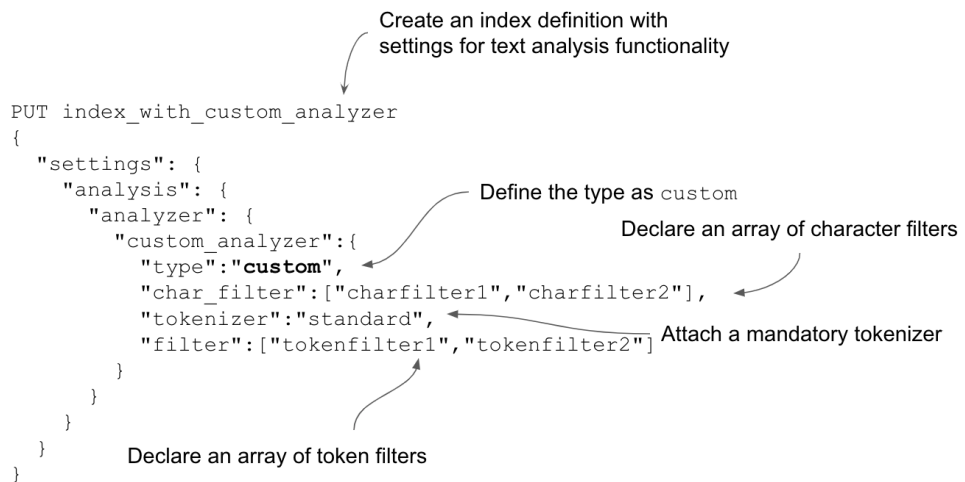 Create an index definition with
settings for text analysis functionality
PUT index_with_custom_analyzer
{
  "settings": {
    "analysis": {
      "analyzer": {
Define the type as custom
        "custom_analyzer":{
Declare an array of character filters
          "type":"custom",
          "char_filter":["charfilter1","charfilter2"],
          "tokenizer":"standard",
Attach a mandatory tokenizer
          "filter":["tokenfilter1","tokenfilter2"]
        }
      }
    }
  }
Declare an array of token filters
}